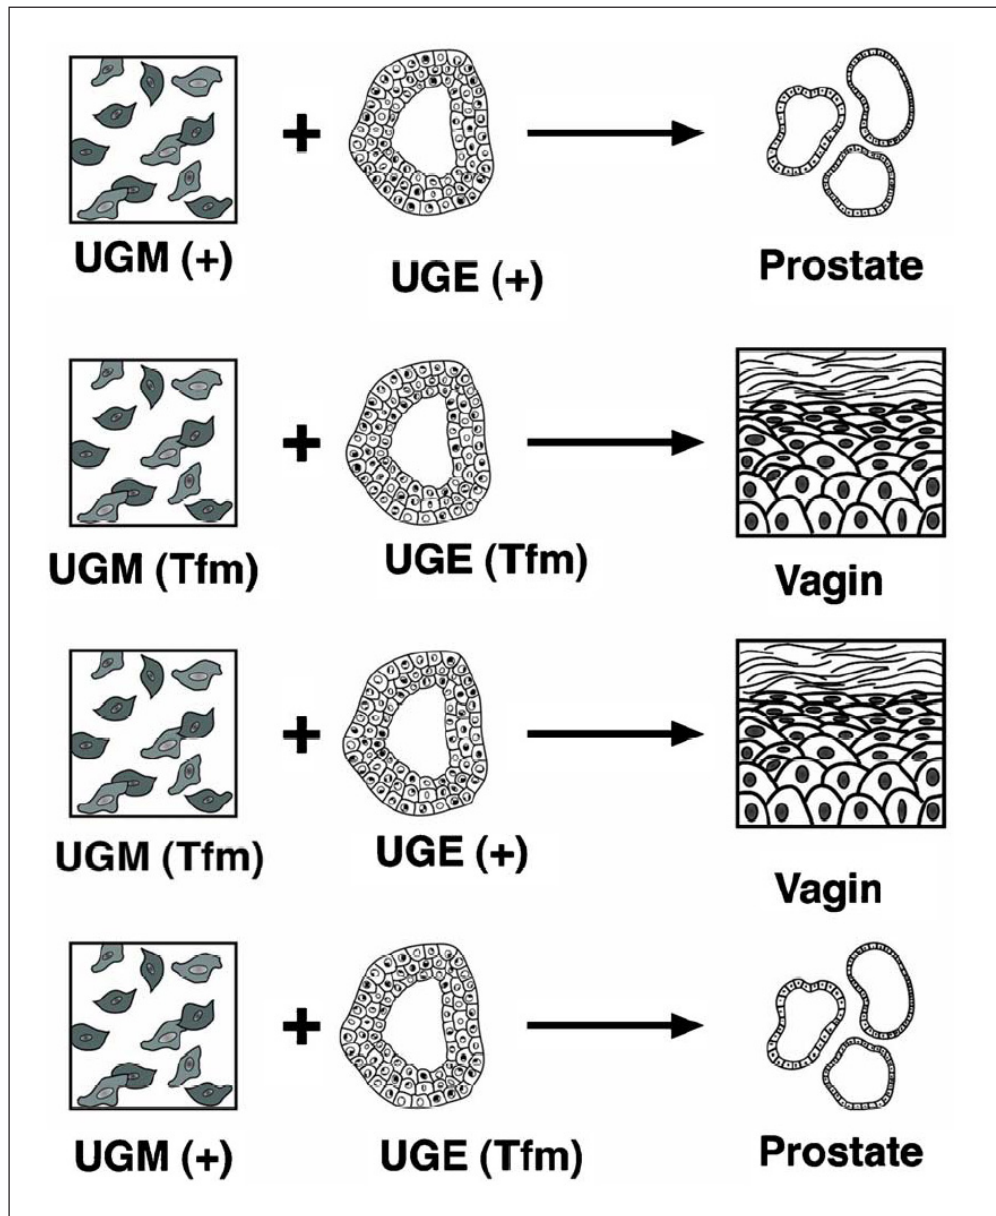 +
UGM (+)
UGE (+)
Prostate
+
UGM (Tfm)
UGE (Tfm)
Vagin
+
UGM (Tfm)
UGE (+)
Vagin
+
UGM (+)
UGE (Tfm)
Prostate